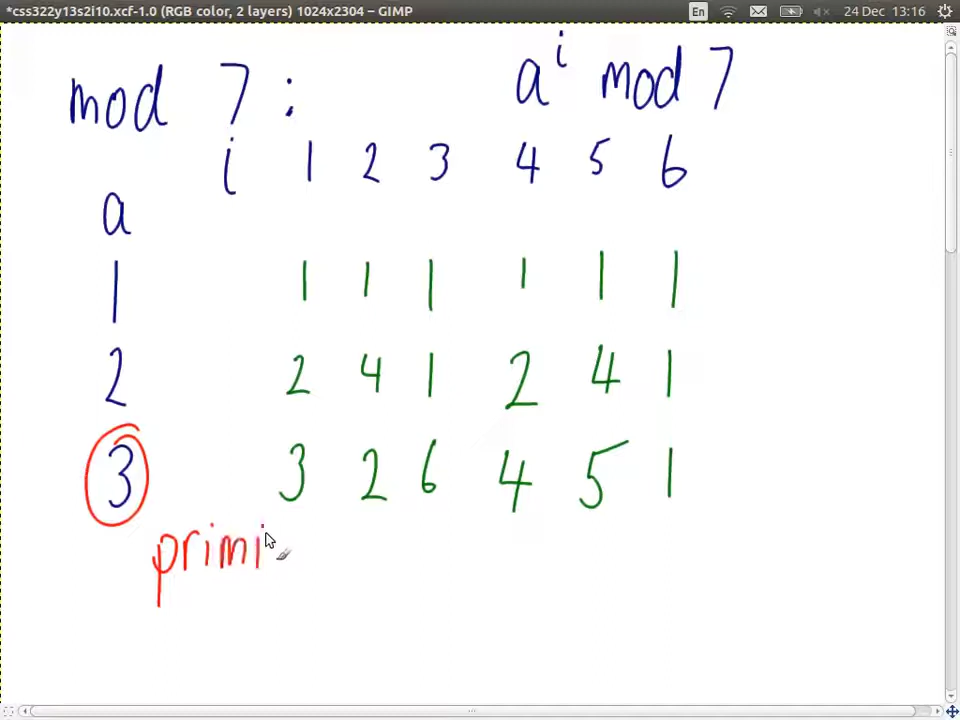 *css322y13s2i10.xcf-1.0 (RGB color, 2 layers) 1024x2304 – GIMP En 24 Dec 13:16
mod 7 : a^i mod 7
i 1 2 3 4 5 6
a
1 1 1 1 1 1 1
2 2 4 1 2 4 1
3 3 2 6 4 5 1
primi